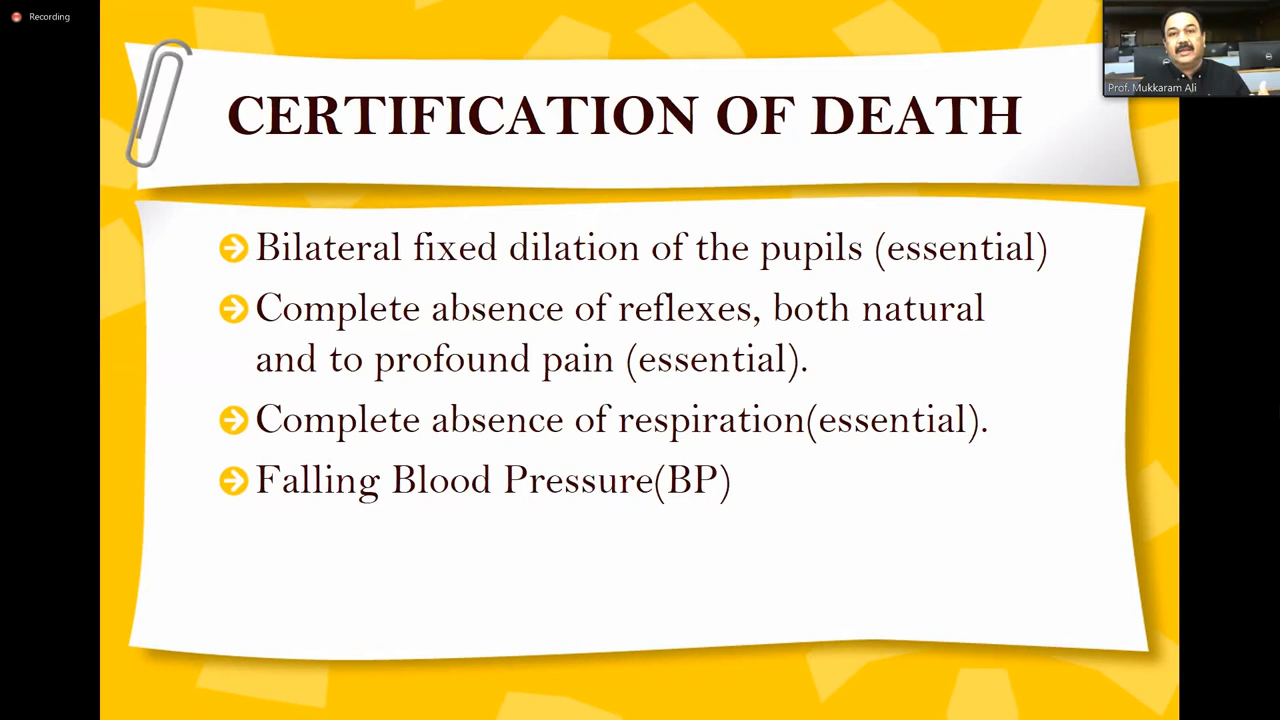 Recording
Prof. Mukkaram Ali
CERTIFICATION OF DEATH
Bilateral fixed dilation of the pupils (essential)
Complete absence of reflexes, both natural
and to profound pain (essential).
Complete absence of respiration(essential).
Falling Blood Pressure(BP)